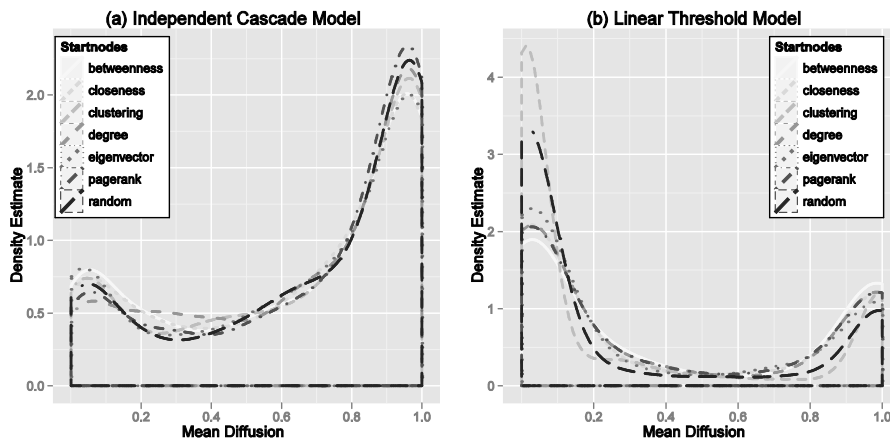 (a) Independent Cascade Model
Startnodes
betweenness
closeness
clustering
degree
eigenvector
pagerank
random
Density Estimate
2.0
1.5
1.0
0.5
0.0
0.2 0.4 0.6 0.8 1.0
Mean Diffusion
(b) Linear Threshold Model
Startnodes
betweenness
closeness
clustering
degree
eigenvector
pagerank
random
Density Estimate
4
3
2
1
0
0.2 0.4 0.6 0.8 1.0
Mean Diffusion